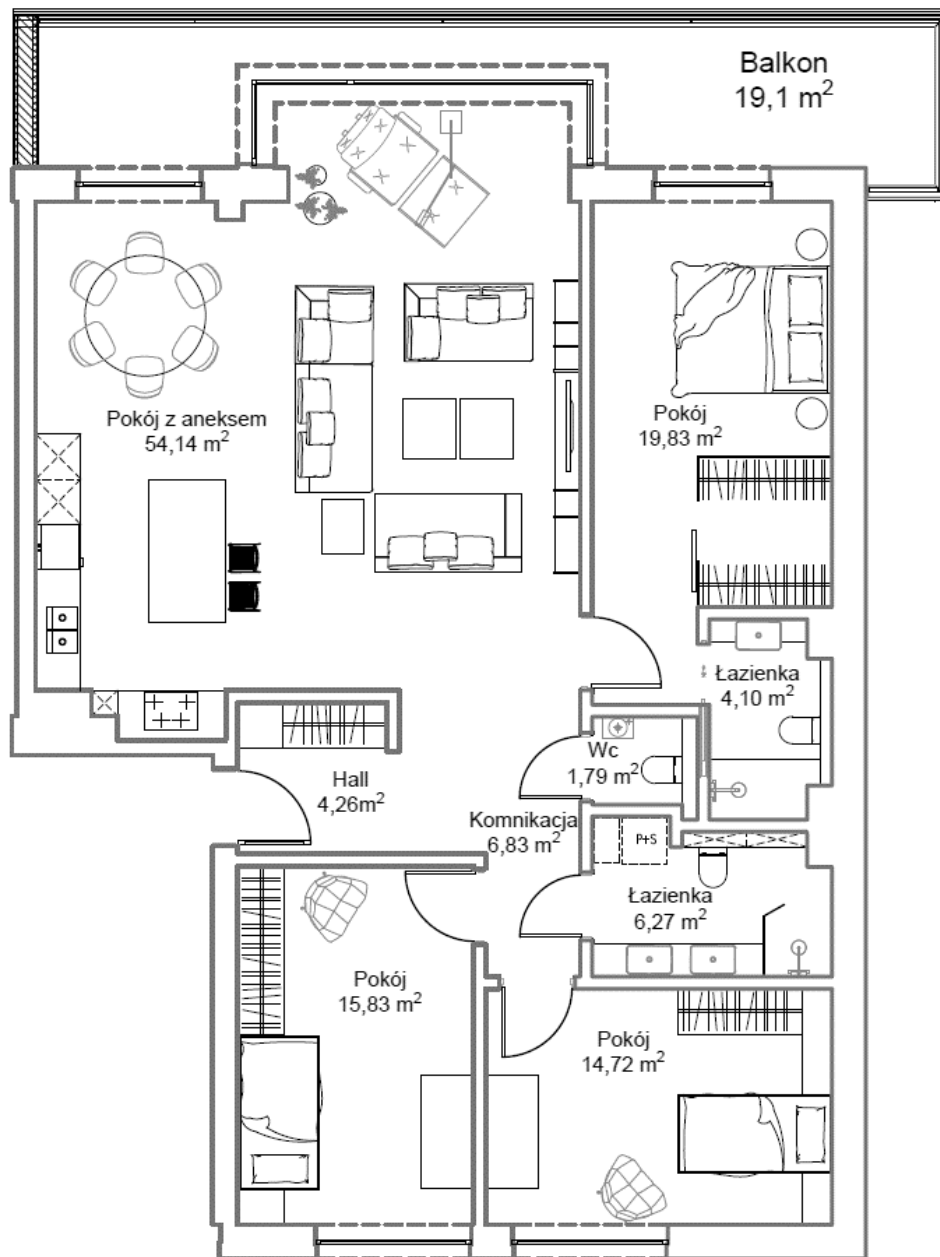 Balkon
19,1 m²
Pokój z aneksem
54,14 m²
Pokój
19,83 m²
Łazienka
4,10 m²
Wc
1,79 m²
Hall
4,26m²
Komnikacja
6,83 m²
P+S
Łazienka
6,27 m²
Pokój
15,83 m²
Pokój
14,72 m²